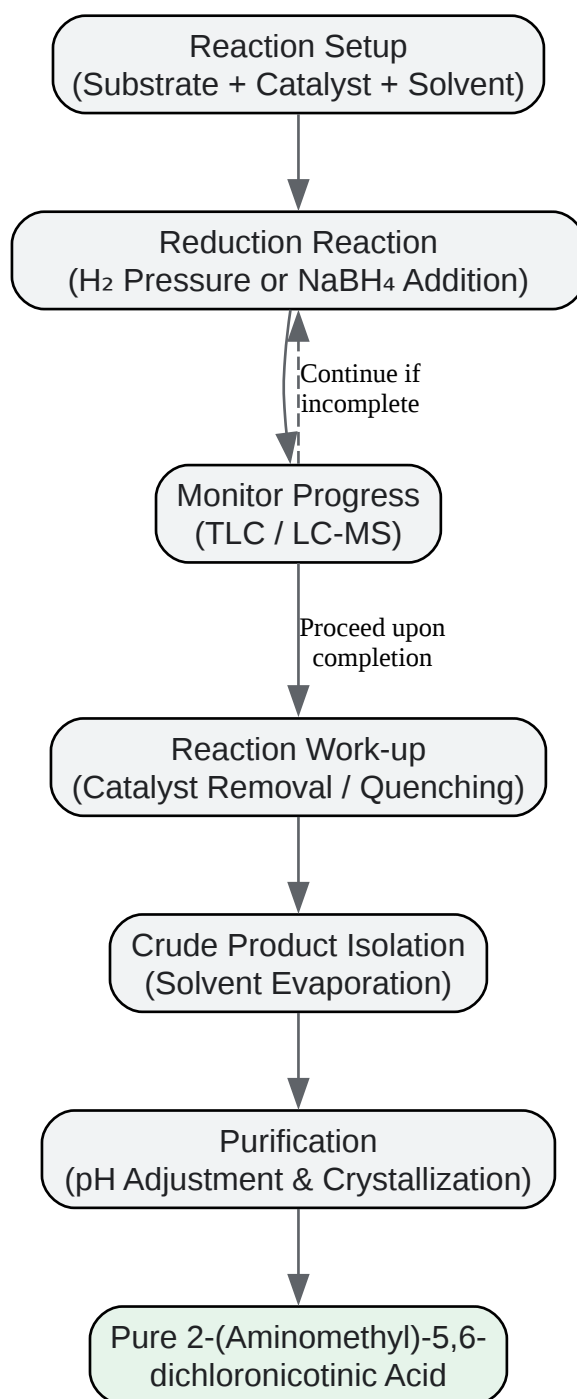 Reaction Setup
(Substrate + Catalyst + Solvent)
Reduction Reaction
(H₂ Pressure or NaBH₄ Addition)
Continue if
incomplete
Monitor Progress
(TLC / LC-MS)
Proceed upon
completion
Reaction Work-up
(Catalyst Removal / Quenching)
Crude Product Isolation
(Solvent Evaporation)
Purification
(pH Adjustment & Crystallization)
Pure 2-(Aminomethyl)-5,6-
dichloronicotinic Acid